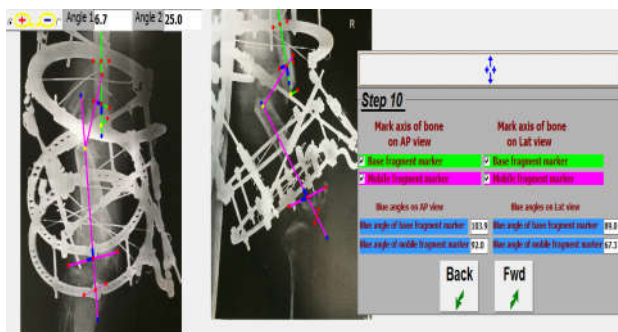 Angle 1 6.7 Angle 2 25.0
R
Step 10
Mark axis of bone on AP view
Mark axis of bone on Lat view
Base fragment marker
Base fragment marker
Mobile fragment marker
Mobile fragment marker
Blue angles on AP view
Blue angles on Lat view
Blue angle of base fragment marker 103.9
Blue angle of base fragment marker 89.0
Blue angle of mobile fragment marker 92.0
Blue angle of mobile fragment marker 67.3
Back
Fwd